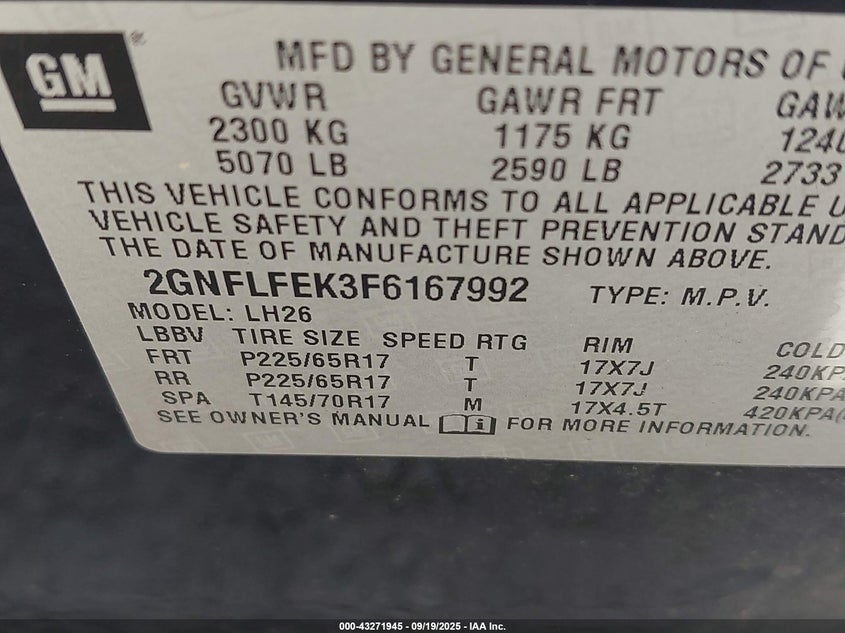 GM
MFD BY GENERAL MOTORS OF
GVWR GAWR FRT
2300 KG 1175 KG
5070 LB 2590 LB 2733
THIS VEHICLE CONFORMS TO ALL APPLICABLE U
VEHICLE SAFETY AND THEFT PREVENTION STAND
THE DATE OF MANUFACTURE SHOWN ABOVE.
2GNFLFEK3F6167992 TYPE: M.P.V.
MODEL: LH26
LBBV TIRE SIZE SPEED RTG RIM COLD
FRT P225/65R17 T 17X7J 240KPA
RR P225/65R17 T 17X7J 240KPA
SPA T145/70R17 M 17X4.5T 420KPA(
SEE OWNER'S MANUAL FOR MORE INFORMATION.
000-43271945 - 09/19/2025 - IAA Inc.